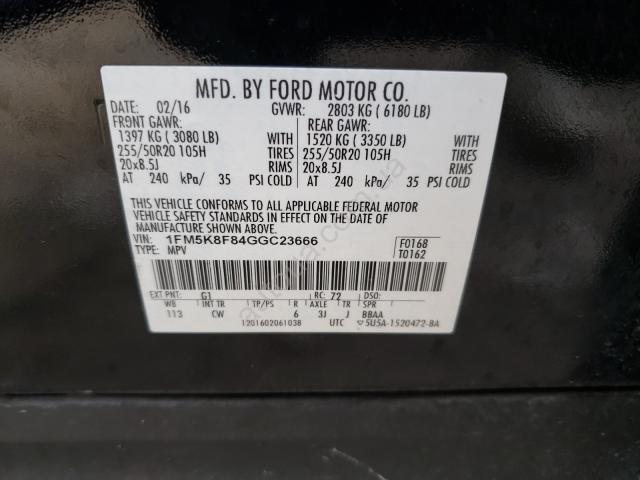 MFD. BY FORD MOTOR CO.
DATE: 02/16 GVWR: 2803 KG ( 6180 LB)
FRONT GAWR: REAR GAWR:
1397 KG ( 3080 LB) WITH 1520 KG ( 3350 LB) WITH
255/50R20 105H TIRES 255/50R20 105H TIRES
20x8.5J RIMS 20x8.5J RIMS
AT 240 kPa/ 35 PSI COLD AT 240 kPa/ 35 PSI COLD
THIS VEHICLE CONFORMS TO ALL APPLICABLE FEDERAL MOTOR
VEHICLE SAFETY STANDARDS IN EFFECT ON THE DATE OF
MANUFACTURE SHOWN ABOVE.
VIN: 1FM5K8F84GGC23666 F0168
TYPE: MPV T0162
EXT PNT: G1 RC: 72 DSO:
WB INT TR TP/PS R AXLE TR SPR
113 CW 6 3J J BBAA
1201602061038 UTC 5U5A-1520472-BA